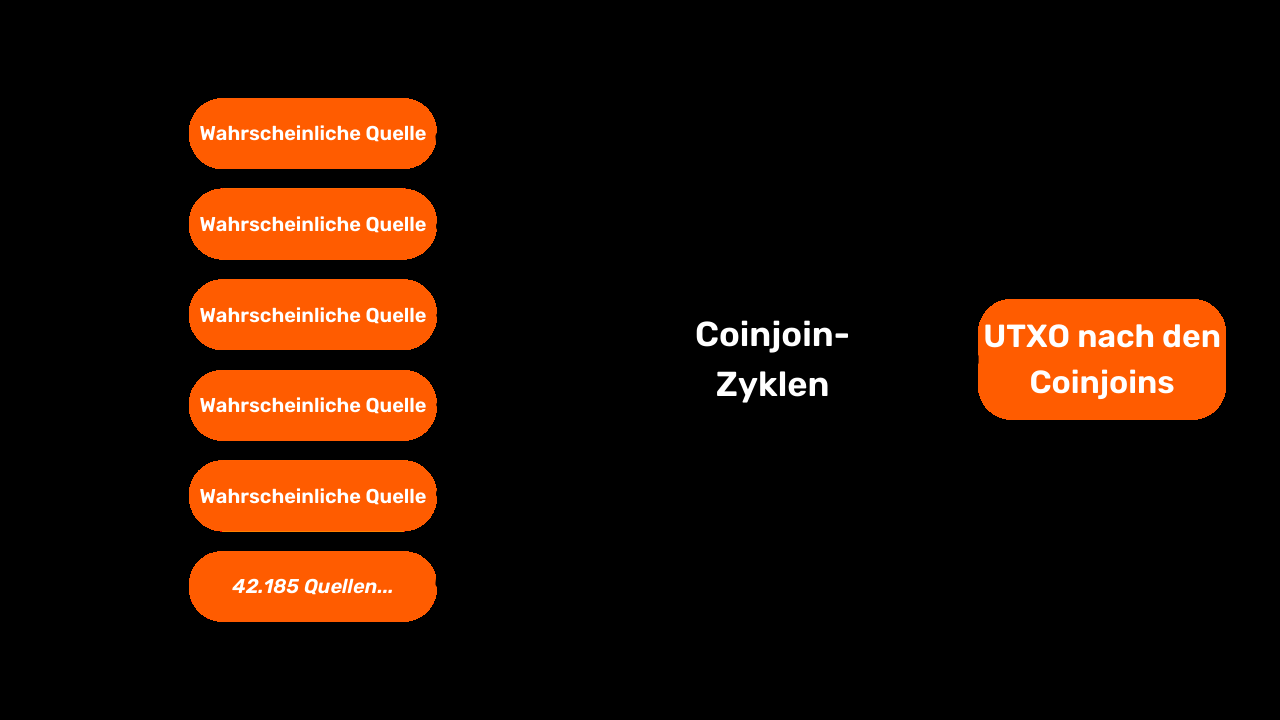 Wahrscheinliche Quelle
Wahrscheinliche Quelle
Wahrscheinliche Quelle
Wahrscheinliche Quelle
Wahrscheinliche Quelle
42.185 Quellen...
Coinjoin-
Zyklen
UTXO nach den
Coinjoins